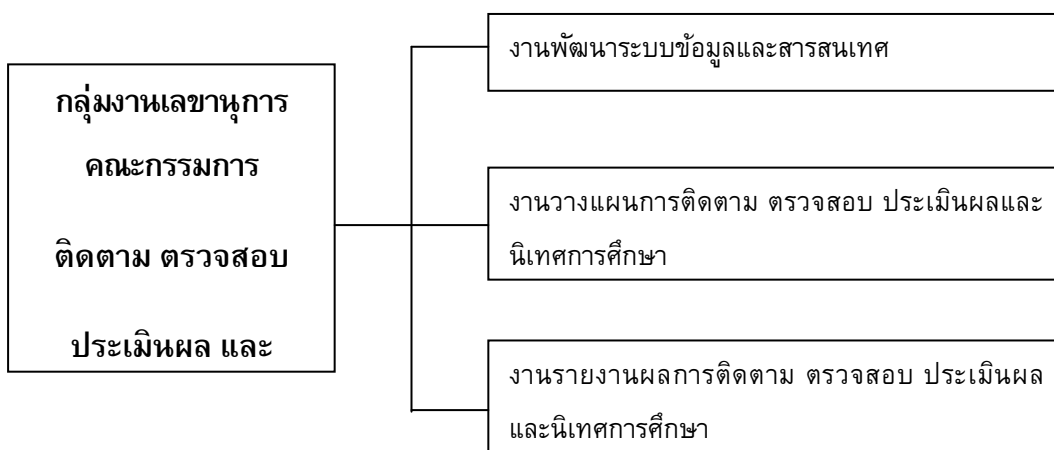 กลุ่มงานเลขานุการ
คณะกรรมการ
ติดตาม ตรวจสอบ
ประเมินผล และ
งานพัฒนาระบบข้อมูลและสารสนเทศ
งานวางแผนการติดตาม ตรวจสอบ ประเมินผลและ
นิเทศการศึกษา
งานรายงานผลการติดตาม ตรวจสอบ ประเมินผล
และนิเทศการศึกษา